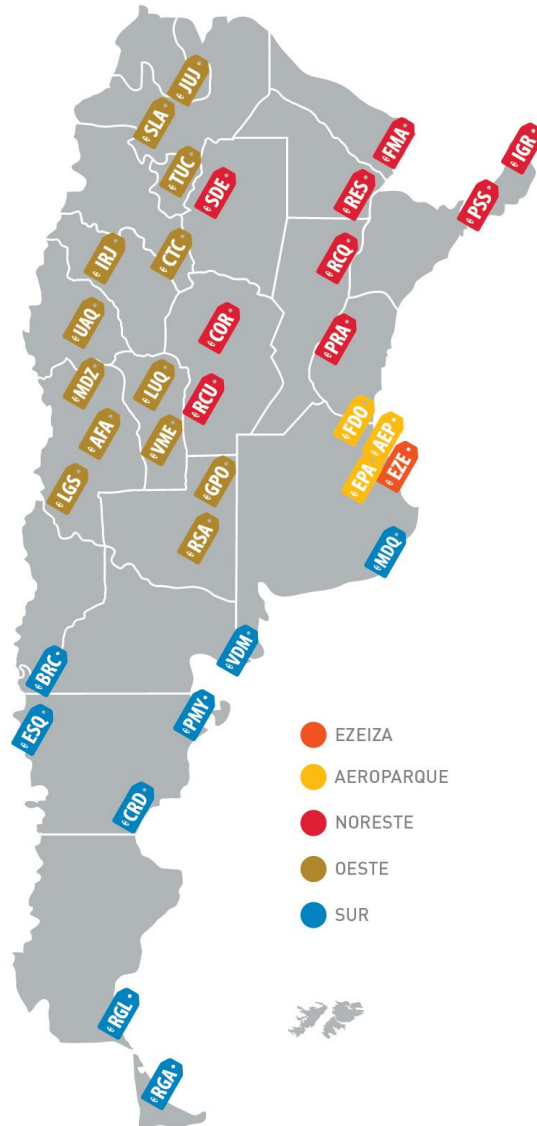 JUJ
SLA
FMA
IGR
TUC
SDE
RES
PSS
IRJ
CTC
RCQ
UAQ
COR
PRA
MDZ
LUQ
RCU
AFA
VME
FDO
AEP
LGS
GPO
EPA
EZE
RSA
MDQ
BRC
VDM
ESQ
PMY
CRD
EZEIZA
AEROPARQUE
NORESTE
OESTE
SUR
RGL
RGA